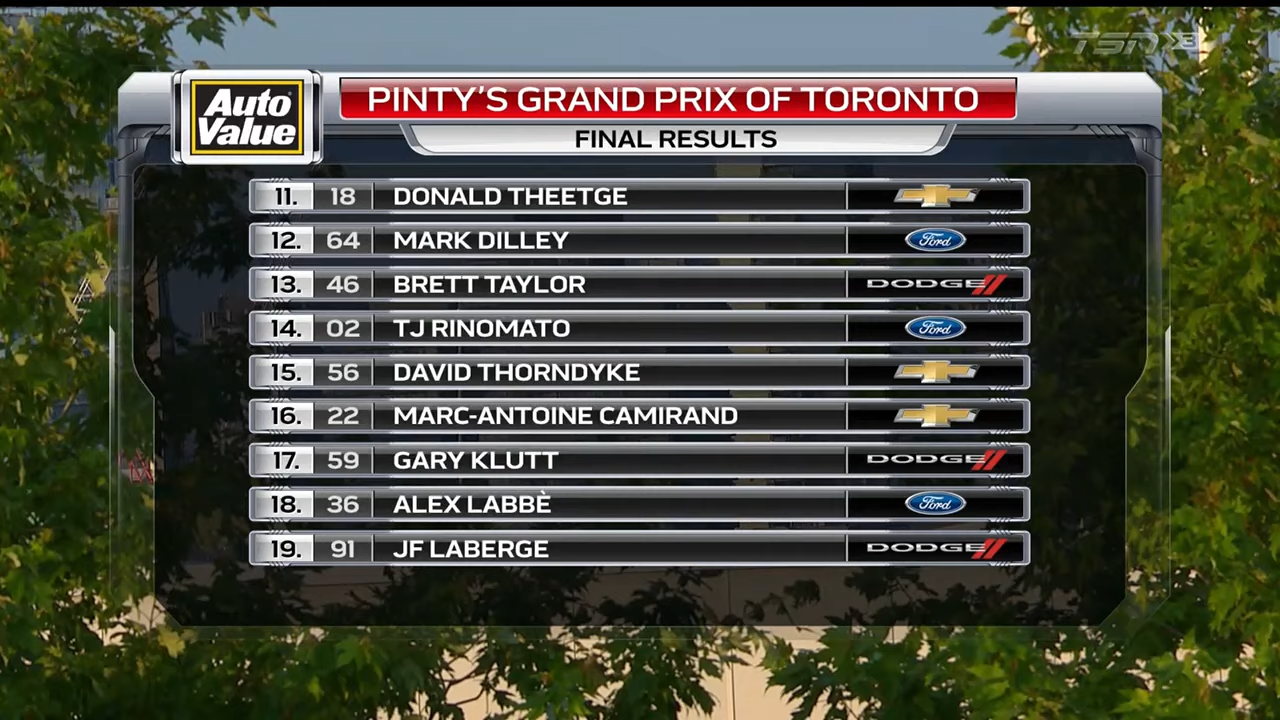 TSN 3
Auto
Value
PINTY'S GRAND PRIX OF TORONTO
FINAL RESULTS
11. 18 DONALD THEETGE
12. 64 MARK DILLEY Ford
13. 46 BRETT TAYLOR DODGE
14. 02 TJ RINOMATO Ford
15. 56 DAVID THORNDYKE
16. 22 MARC-ANTOINE CAMIRAND
17. 59 GARY KLUTT DODGE
18. 36 ALEX LABBÈ Ford
19. 91 JF LABERGE DODGE